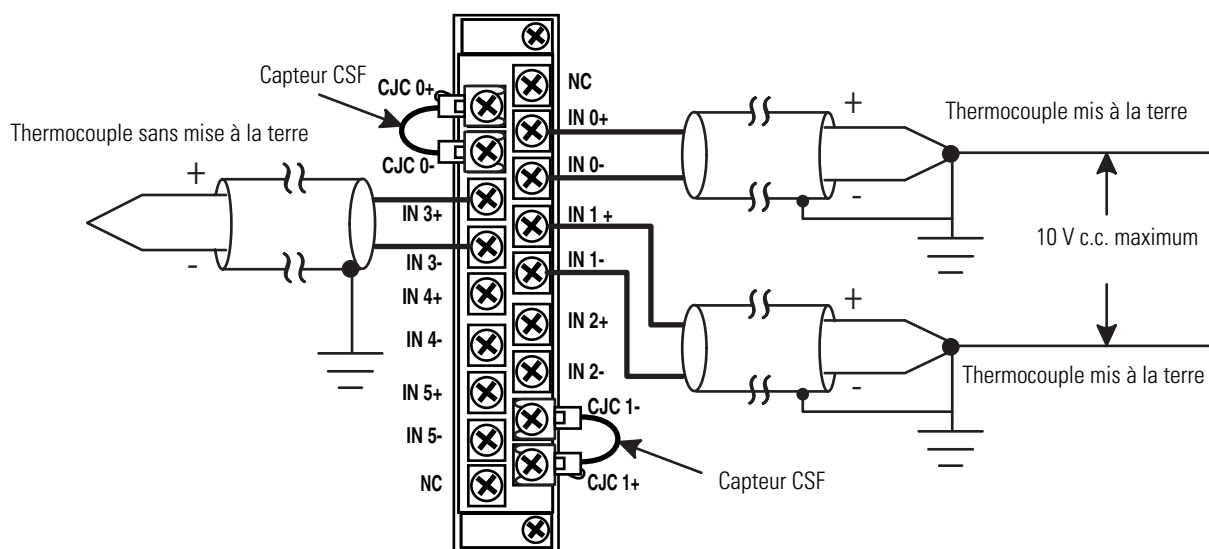 Capteur CSF
Thermocouple sans mise à la terre
+
-
CJC 0+
CJC 0-
IN 3+
IN 3-
IN 4+
IN 4-
IN 5+
IN 5-
NC
NC
IN 0+
IN 0-
IN 1 +
IN 1-
IN 2+
IN 2-
CJC 1-
CJC 1+
Capteur CSF
+
-
Thermocouple mis à la terre
10 V c.c. maximum
+
-
Thermocouple mis à la terre